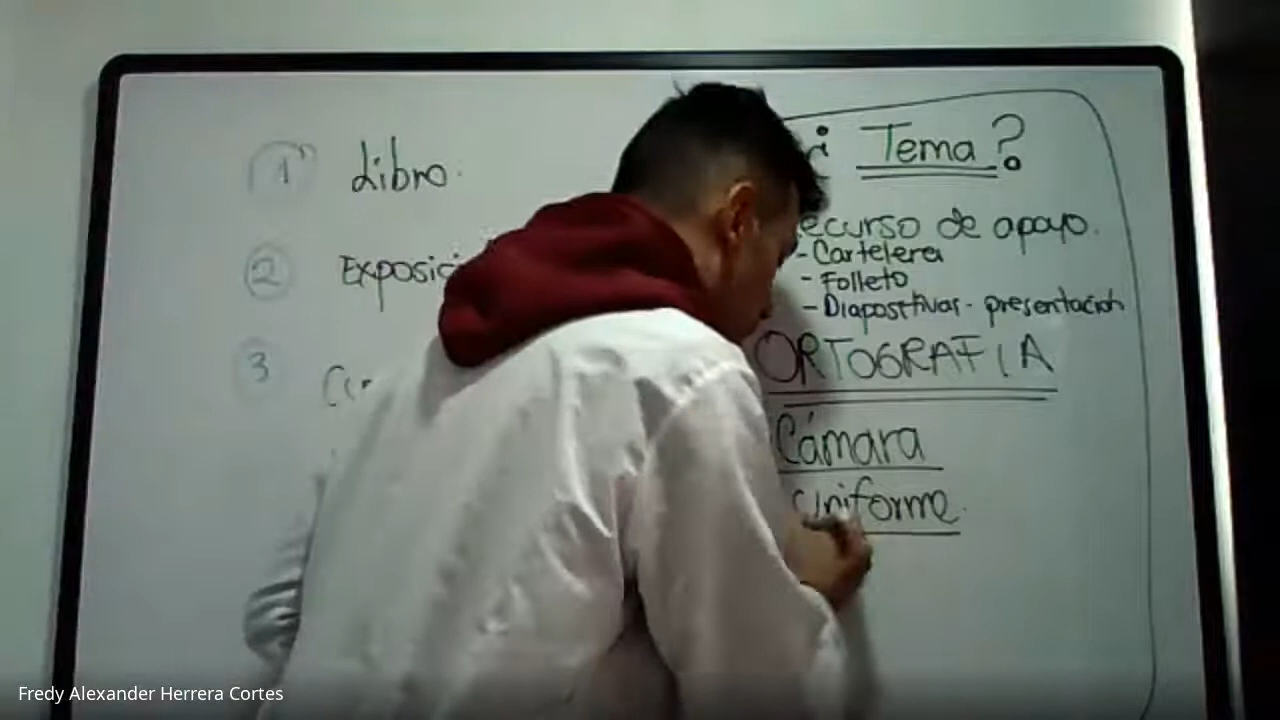 1 Libro.
2 Exposici
3
i Tema?
ecurso de apoyo.
- Cartelera
- Folleto
- Diapositivas - presentación
ORTOGRAFIA
Cámara
uniforme.
Fredy Alexander Herrera Cortes